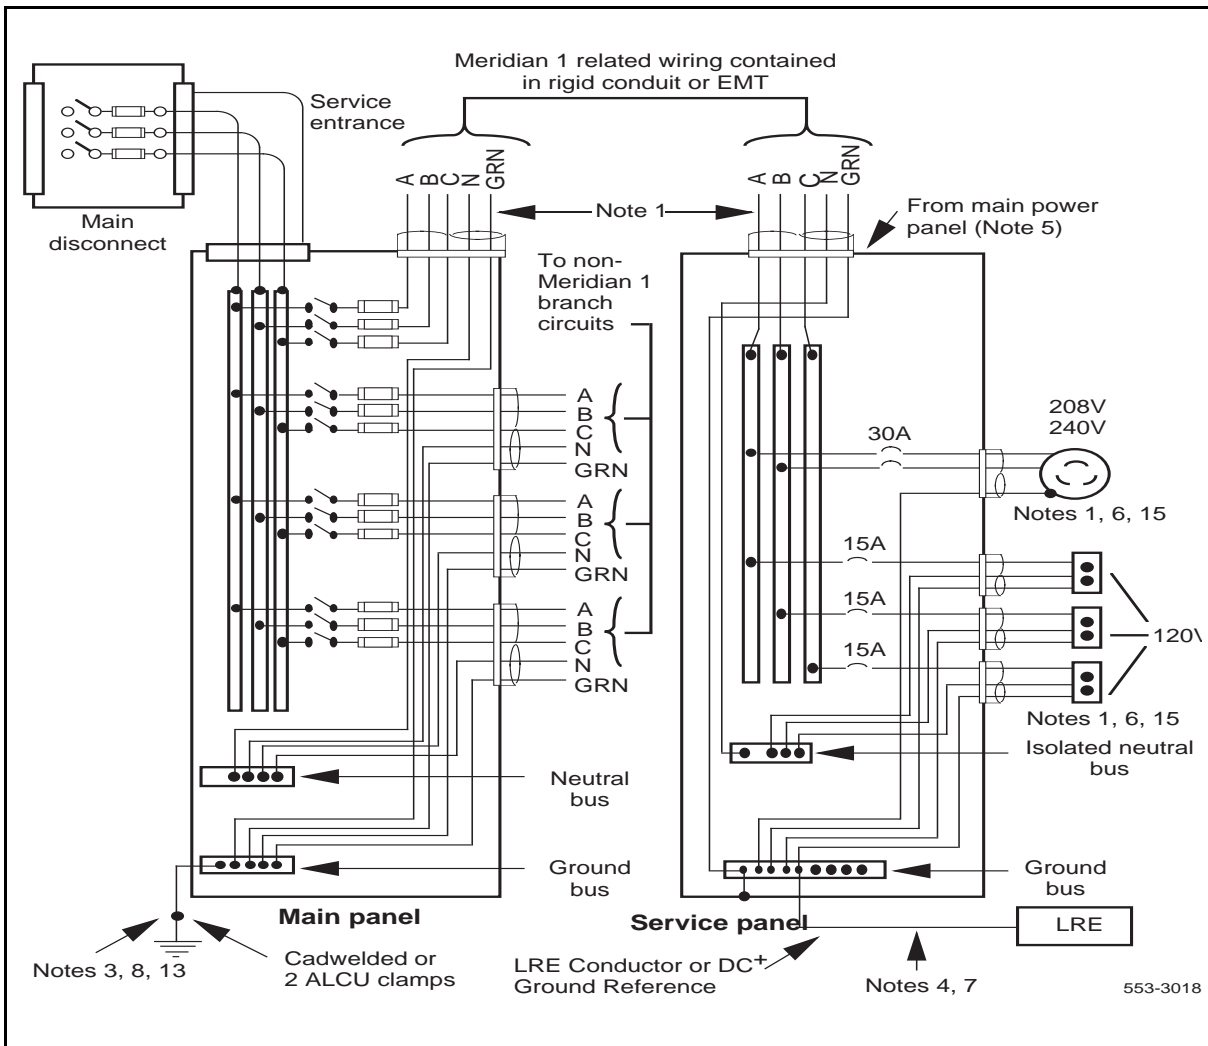 Meridian 1 related wiring contained
in rigid conduit or EMT
Service
entrance
Main
disconnect
A
B
C
N
GRN
Note 1
A
B
C
N
GRN
From main power
panel (Note 5)
To non-
Meridian 1
branch
circuits
A
B
C
N
GRN
A
B
C
N
GRN
A
B
C
N
GRN
30A
208V
240V
Notes 1, 6, 15
15A
15A
15A
120V
Notes 1, 6, 15
Isolated neutral
bus
Neutral
bus
Ground
bus
Ground
bus
Main panel
Service panel
LRE
Notes 3, 8, 13
Cadwelded or
2 ALCU clamps
LRE Conductor or DC+
Ground Reference
Notes 4, 7
553-3018